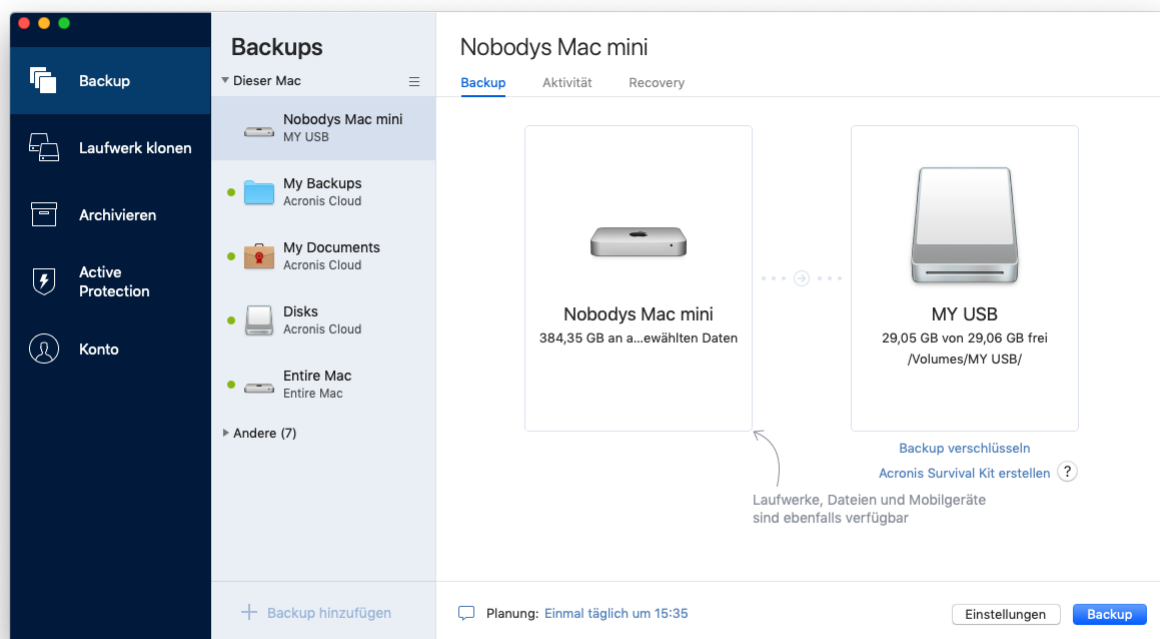 Backup
Laufwerk klonen
Archivieren
Active
Protection
Konto
Backups
Dieser Mac
Nobodys Mac mini
MY USB
My Backups
Acronis Cloud
My Documents
Acronis Cloud
Disks
Acronis Cloud
Entire Mac
Entire Mac
Andere (7)
Backup hinzufügen
Nobodys Mac mini
Backup Aktivität Recovery
Nobodys Mac mini
384,35 GB an a...ewählten Daten
MY USB
29,05 GB von 29,06 GB frei
/Volumes/MY USB/
Backup verschlüsseln
Acronis Survival Kit erstellen ?
Laufwerke, Dateien und Mobilgeräte
sind ebenfalls verfügbar
Planung: Einmal täglich um 15:35
Einstellungen
Backup